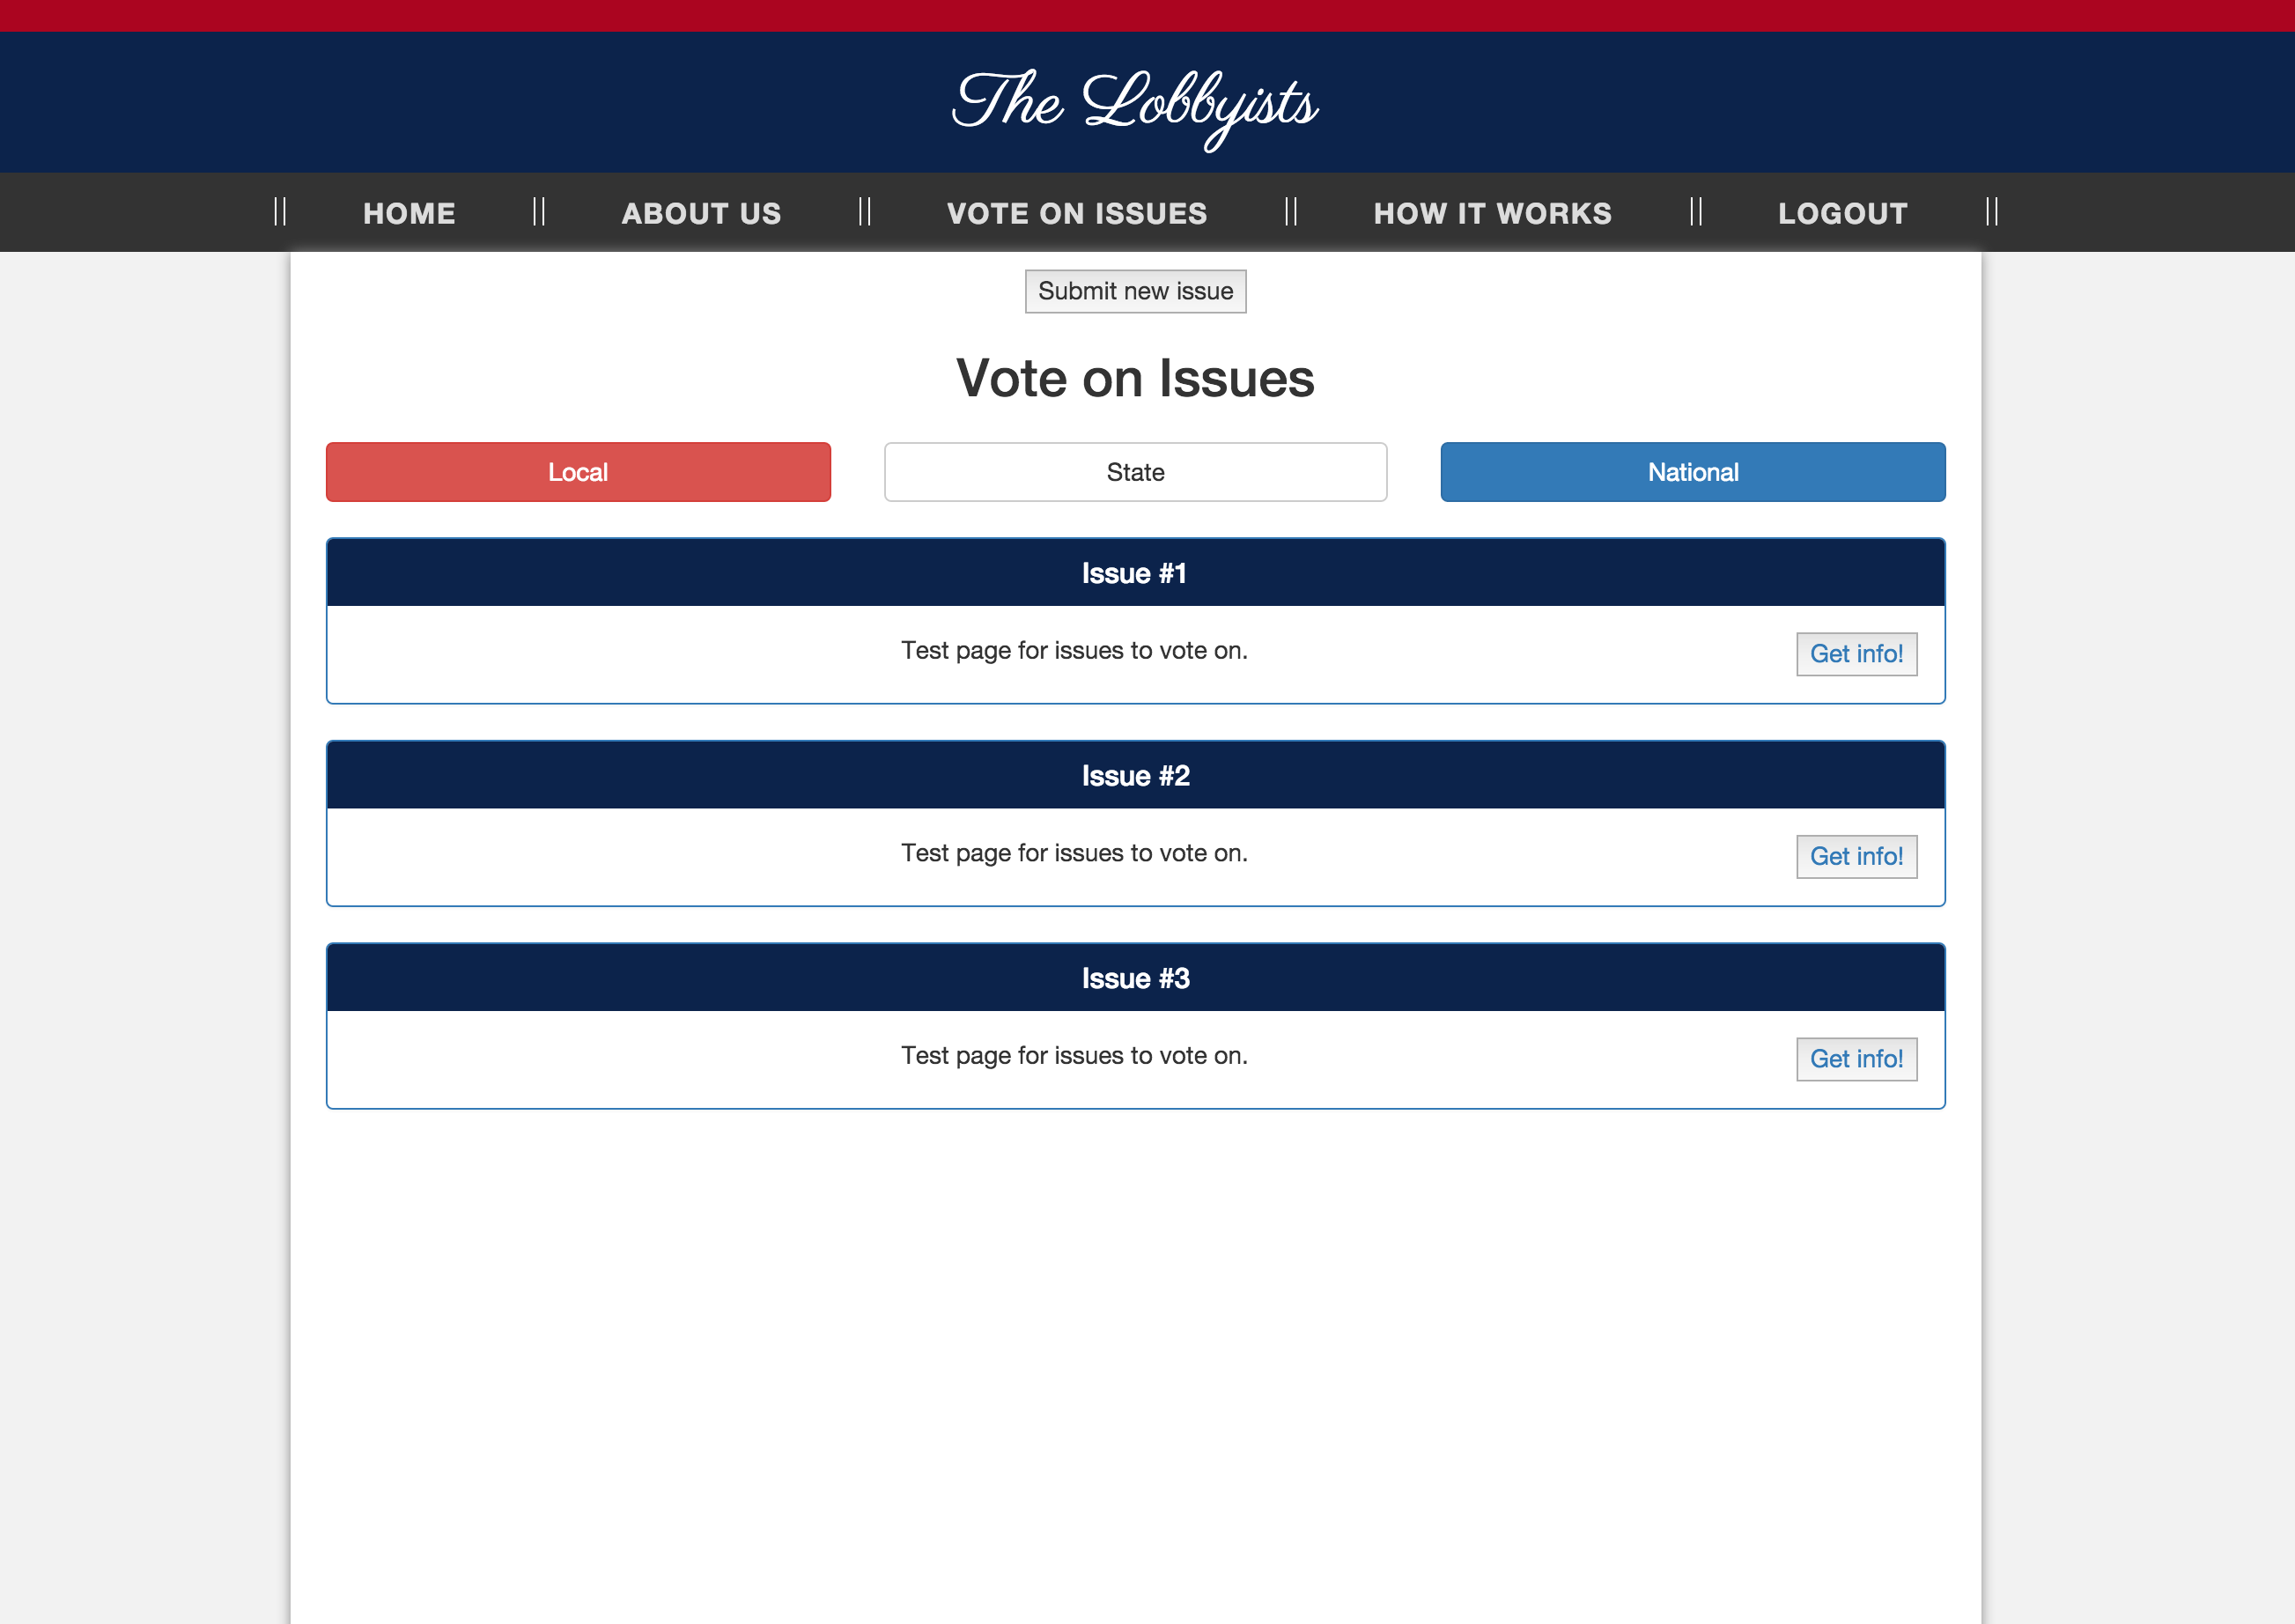 The Lobbyists
HOME ABOUT US VOTE ON ISSUES HOW IT WORKS LOGOUT
Submit new issue
Vote on Issues
Local State National
Issue #1
Test page for issues to vote on. Get info!
Issue #2
Test page for issues to vote on. Get info!
Issue #3
Test page for issues to vote on. Get info!